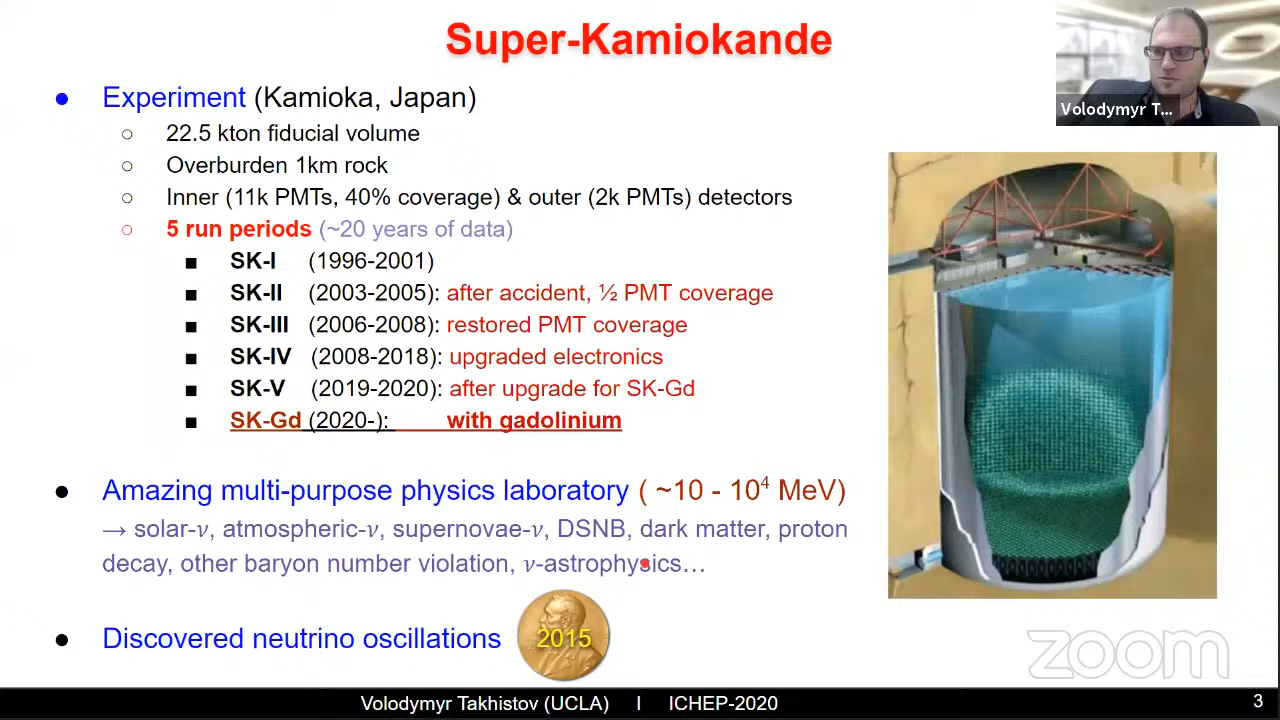 Super-Kamiokande
Volodymyr T...
● Experiment (Kamioka, Japan)
○ 22.5 kton fiducial volume
○ Overburden 1km rock
○ Inner (11k PMTs, 40% coverage) & outer (2k PMTs) detectors
○ 5 run periods (~20 years of data)
■ SK-I (1996-2001)
■ SK-II (2003-2005): after accident, ½ PMT coverage
■ SK-III (2006-2008): restored PMT coverage
■ SK-IV (2008-2018): upgraded electronics
■ SK-V (2019-2020): after upgrade for SK-Gd
■ SK-Gd (2020-): with gadolinium
● Amazing multi-purpose physics laboratory ( ~10 - 10⁴ MeV)
→ solar-ν, atmospheric-ν, supernovae-ν, DSNB, dark matter, proton
decay, other baryon number violation, ν-astrophysics…
● Discovered neutrino oscillations
2015
zoom
Volodymyr Takhistov (UCLA) I ICHEP-2020
3